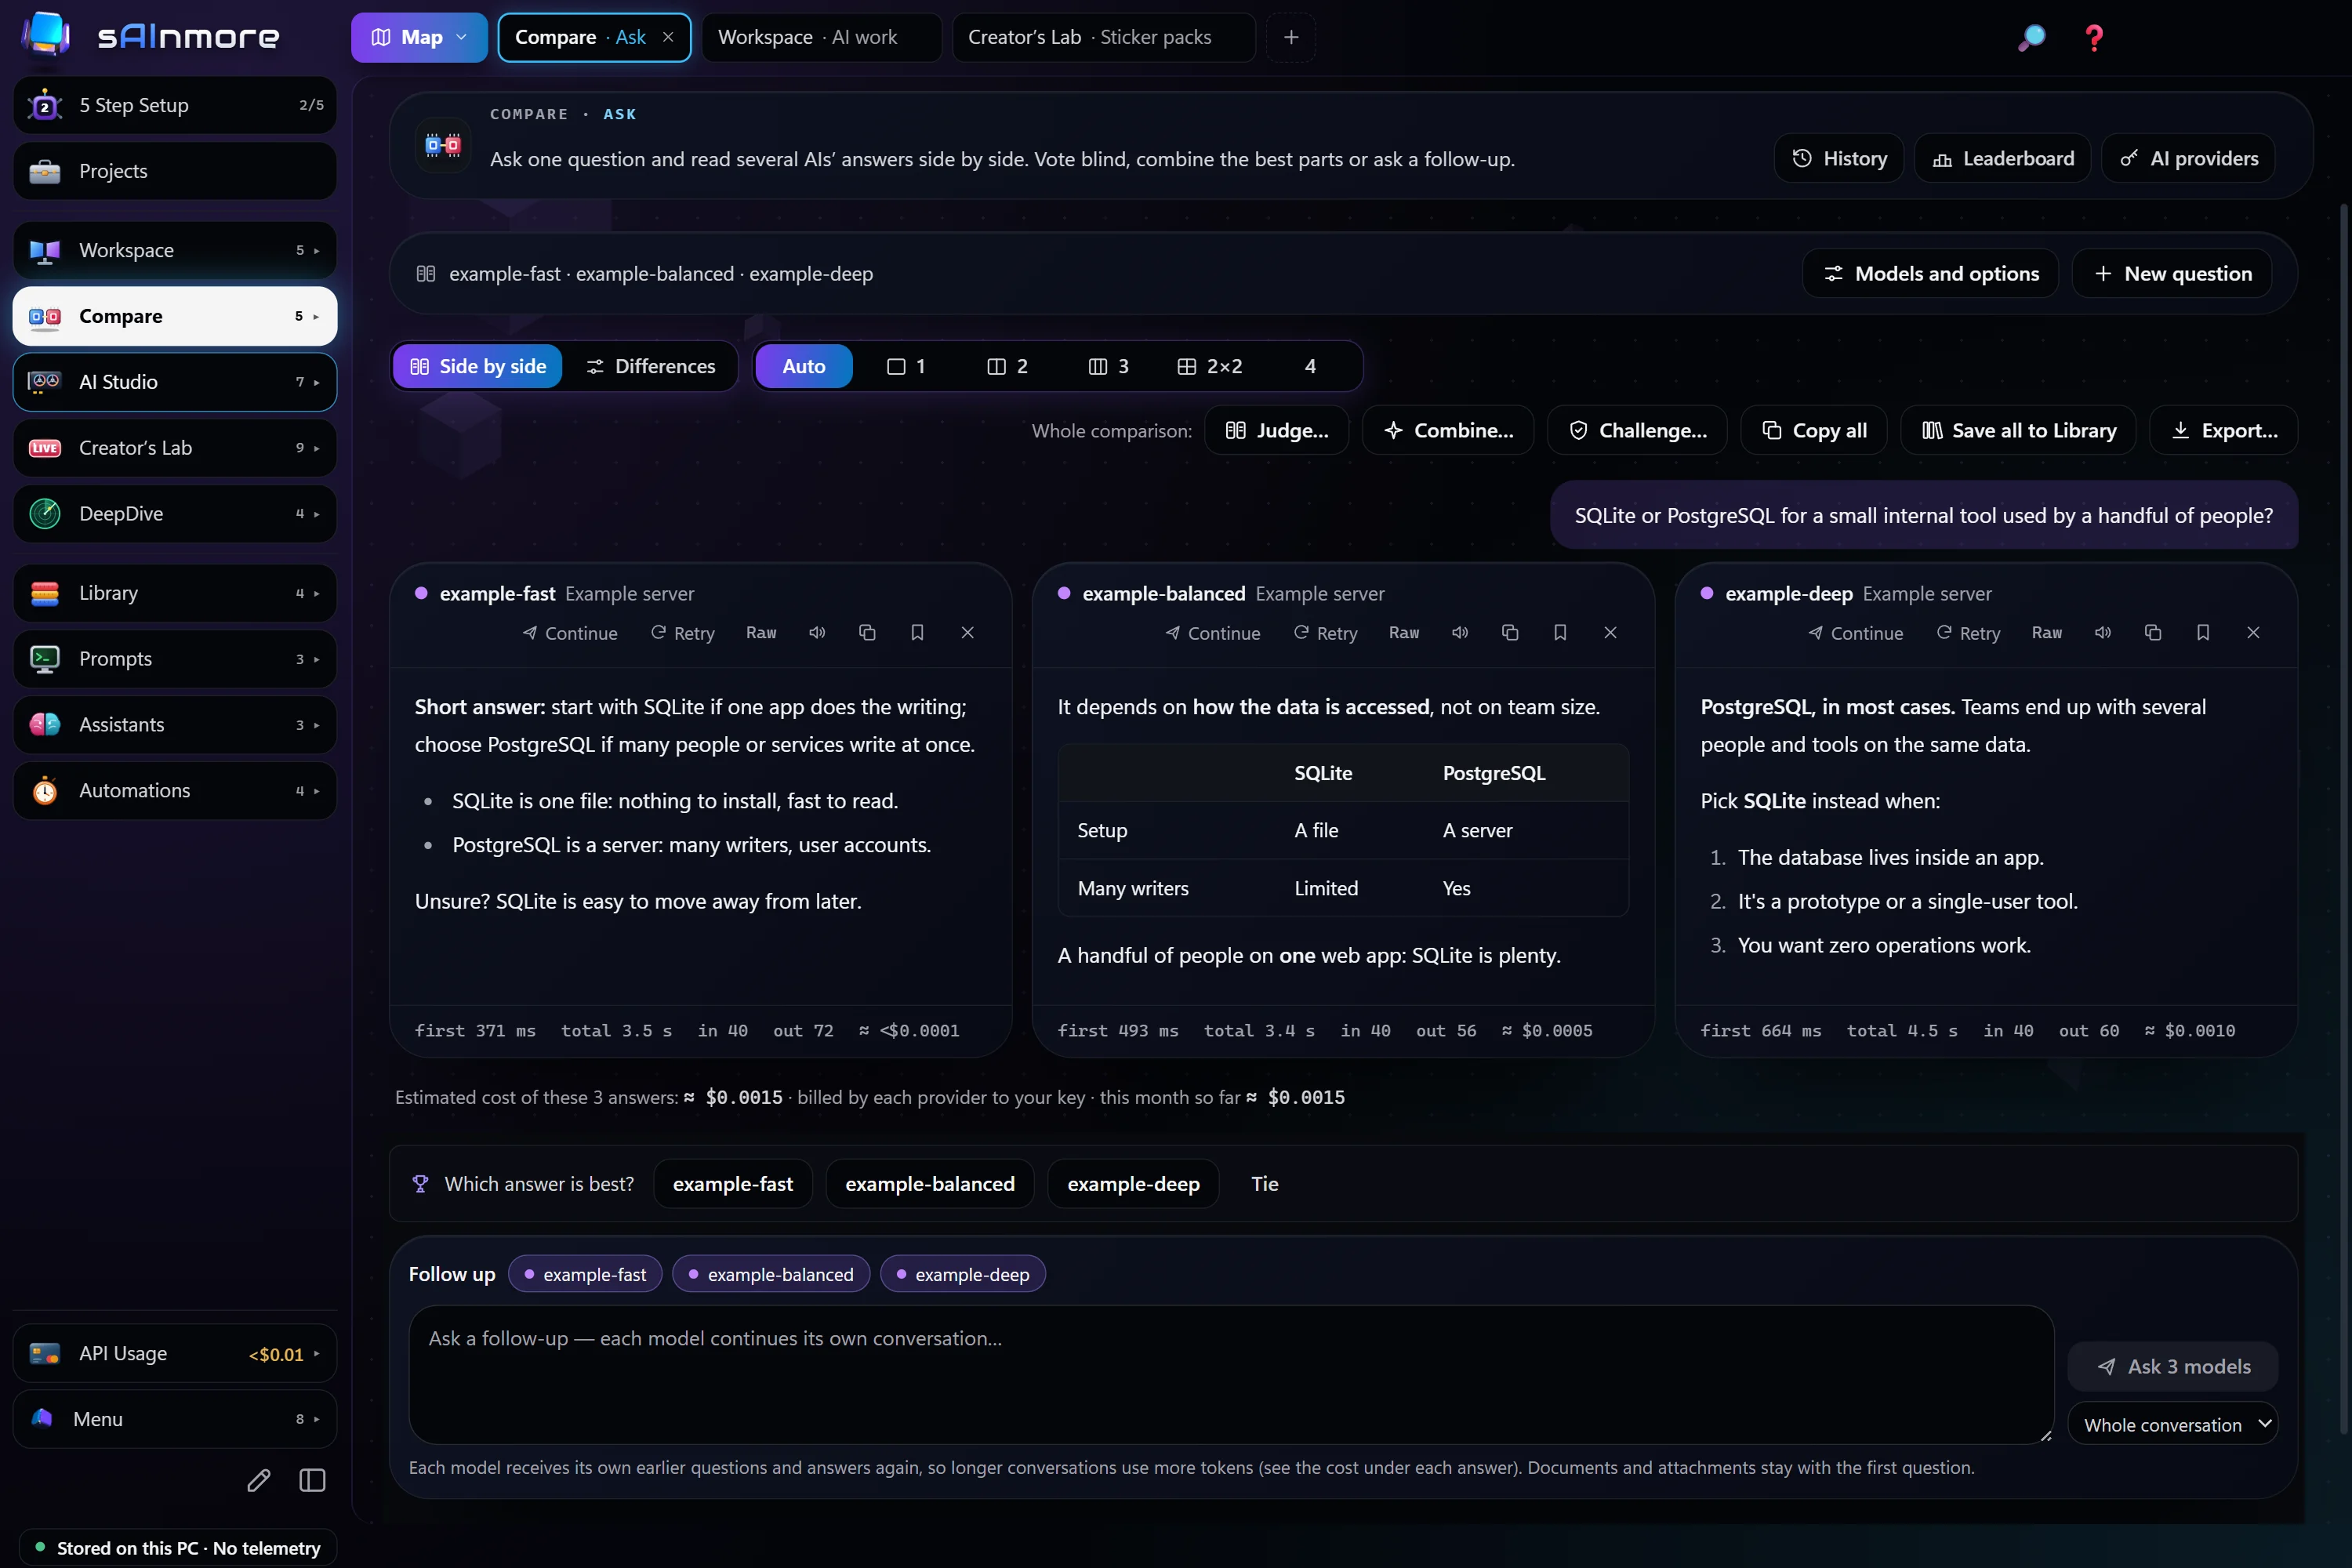 sAInmore
Map
Compare · Ask
Workspace · AI work
Creator's Lab · Sticker packs
5 Step Setup 2/5
Projects
Workspace 5
Compare 5
AI Studio 7
LIVE Creator's Lab 9
DeepDive 4
Library 4
Prompts 3
Assistants 3
Automations 4
API Usage <$0.01
Menu 8
Stored on this PC · No telemetry
COMPARE · ASK
Ask one question and read several AIs' answers side by side. Vote blind, combine the best parts or ask a follow-up.
History
Leaderboard
AI providers
example-fast · example-balanced · example-deep
Models and options
New question
Side by side
Differences
Auto
1
2
3
2×2
4
Whole comparison:
Judge...
Combine...
Challenge...
Copy all
Save all to Library
Export...
SQLite or PostgreSQL for a small internal tool used by a handful of people?
example-fast Example server
Continue Retry Raw
Short answer: start with SQLite if one app does the writing;
choose PostgreSQL if many people or services write at once.
• SQLite is one file: nothing to install, fast to read.
• PostgreSQL is a server: many writers, user accounts.
Unsure? SQLite is easy to move away from later.
first 371 ms total 3.5 s in 40 out 72 ≈ <$0.0001
example-balanced Example server
Continue Retry Raw
It depends on how the data is accessed, not on team size.
SQLite PostgreSQL
Setup A file A server
Many writers Limited Yes
A handful of people on one web app: SQLite is plenty.
first 493 ms total 3.4 s in 40 out 56 ≈ $0.0005
example-deep Example server
Continue Retry Raw
PostgreSQL, in most cases. Teams end up with several
people and tools on the same data.
Pick SQLite instead when:
1. The database lives inside an app.
2. It's a prototype or a single-user tool.
3. You want zero operations work.
first 664 ms total 4.5 s in 40 out 60 ≈ $0.0010
Estimated cost of these 3 answers: ≈ $0.0015 · billed by each provider to your key · this month so far ≈ $0.0015
Which answer is best?
example-fast
example-balanced
example-deep
Tie
Follow up
example-fast
example-balanced
example-deep
Ask a follow-up — each model continues its own conversation...
Ask 3 models
Whole conversation
Each model receives its own earlier questions and answers again, so longer conversations use more tokens (see the cost under each answer). Documents and attachments stay with the first question.